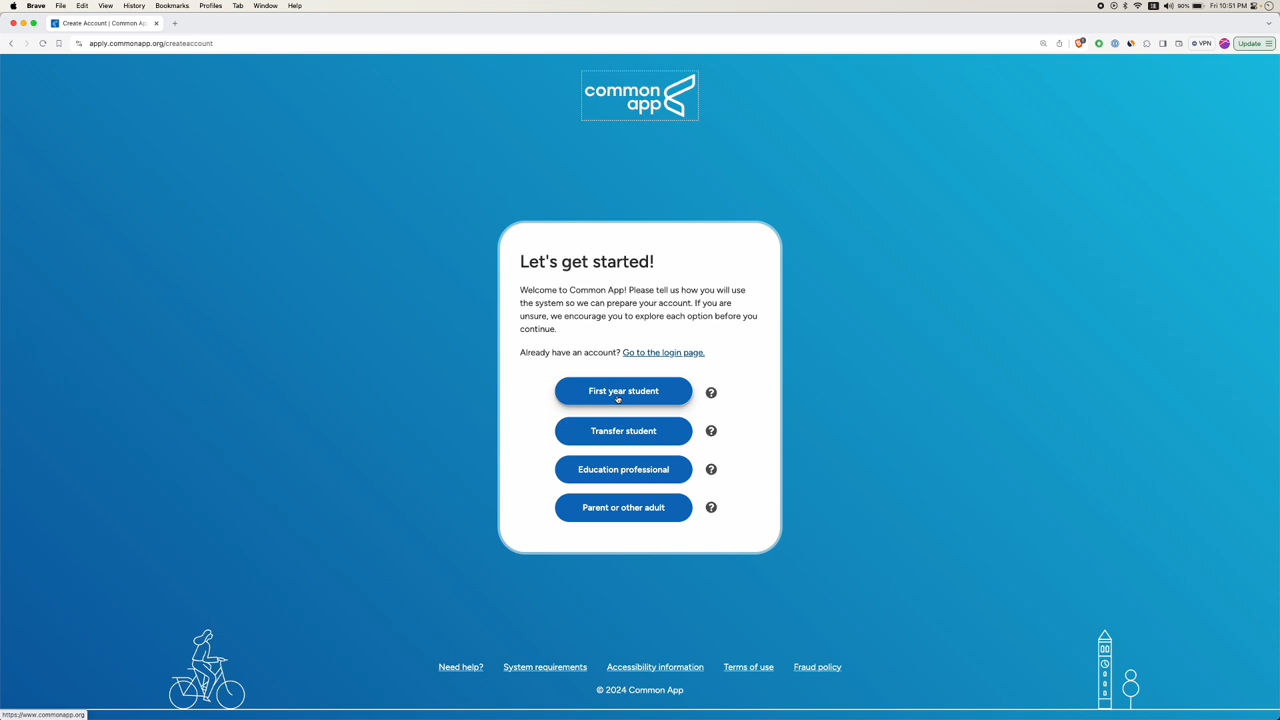 Brave File Edit View History Bookmarks Profiles Tab Window Help
90% Fri 10:51 PM
Create Account | Common Ap
apply.commonapp.org/createaccount
VPN
Update
common
app
Let's get started!
Welcome to Common App! Please tell us how you will use
the system so we can prepare your account. If you are
unsure, we encourage you to explore each option before you
continue.
Already have an account? Go to the login page.
First year student
Transfer student
Education professional
Parent or other adult
Need help? System requirements Accessibility information Terms of use Fraud policy
© 2024 Common App
https://www.commonapp.org